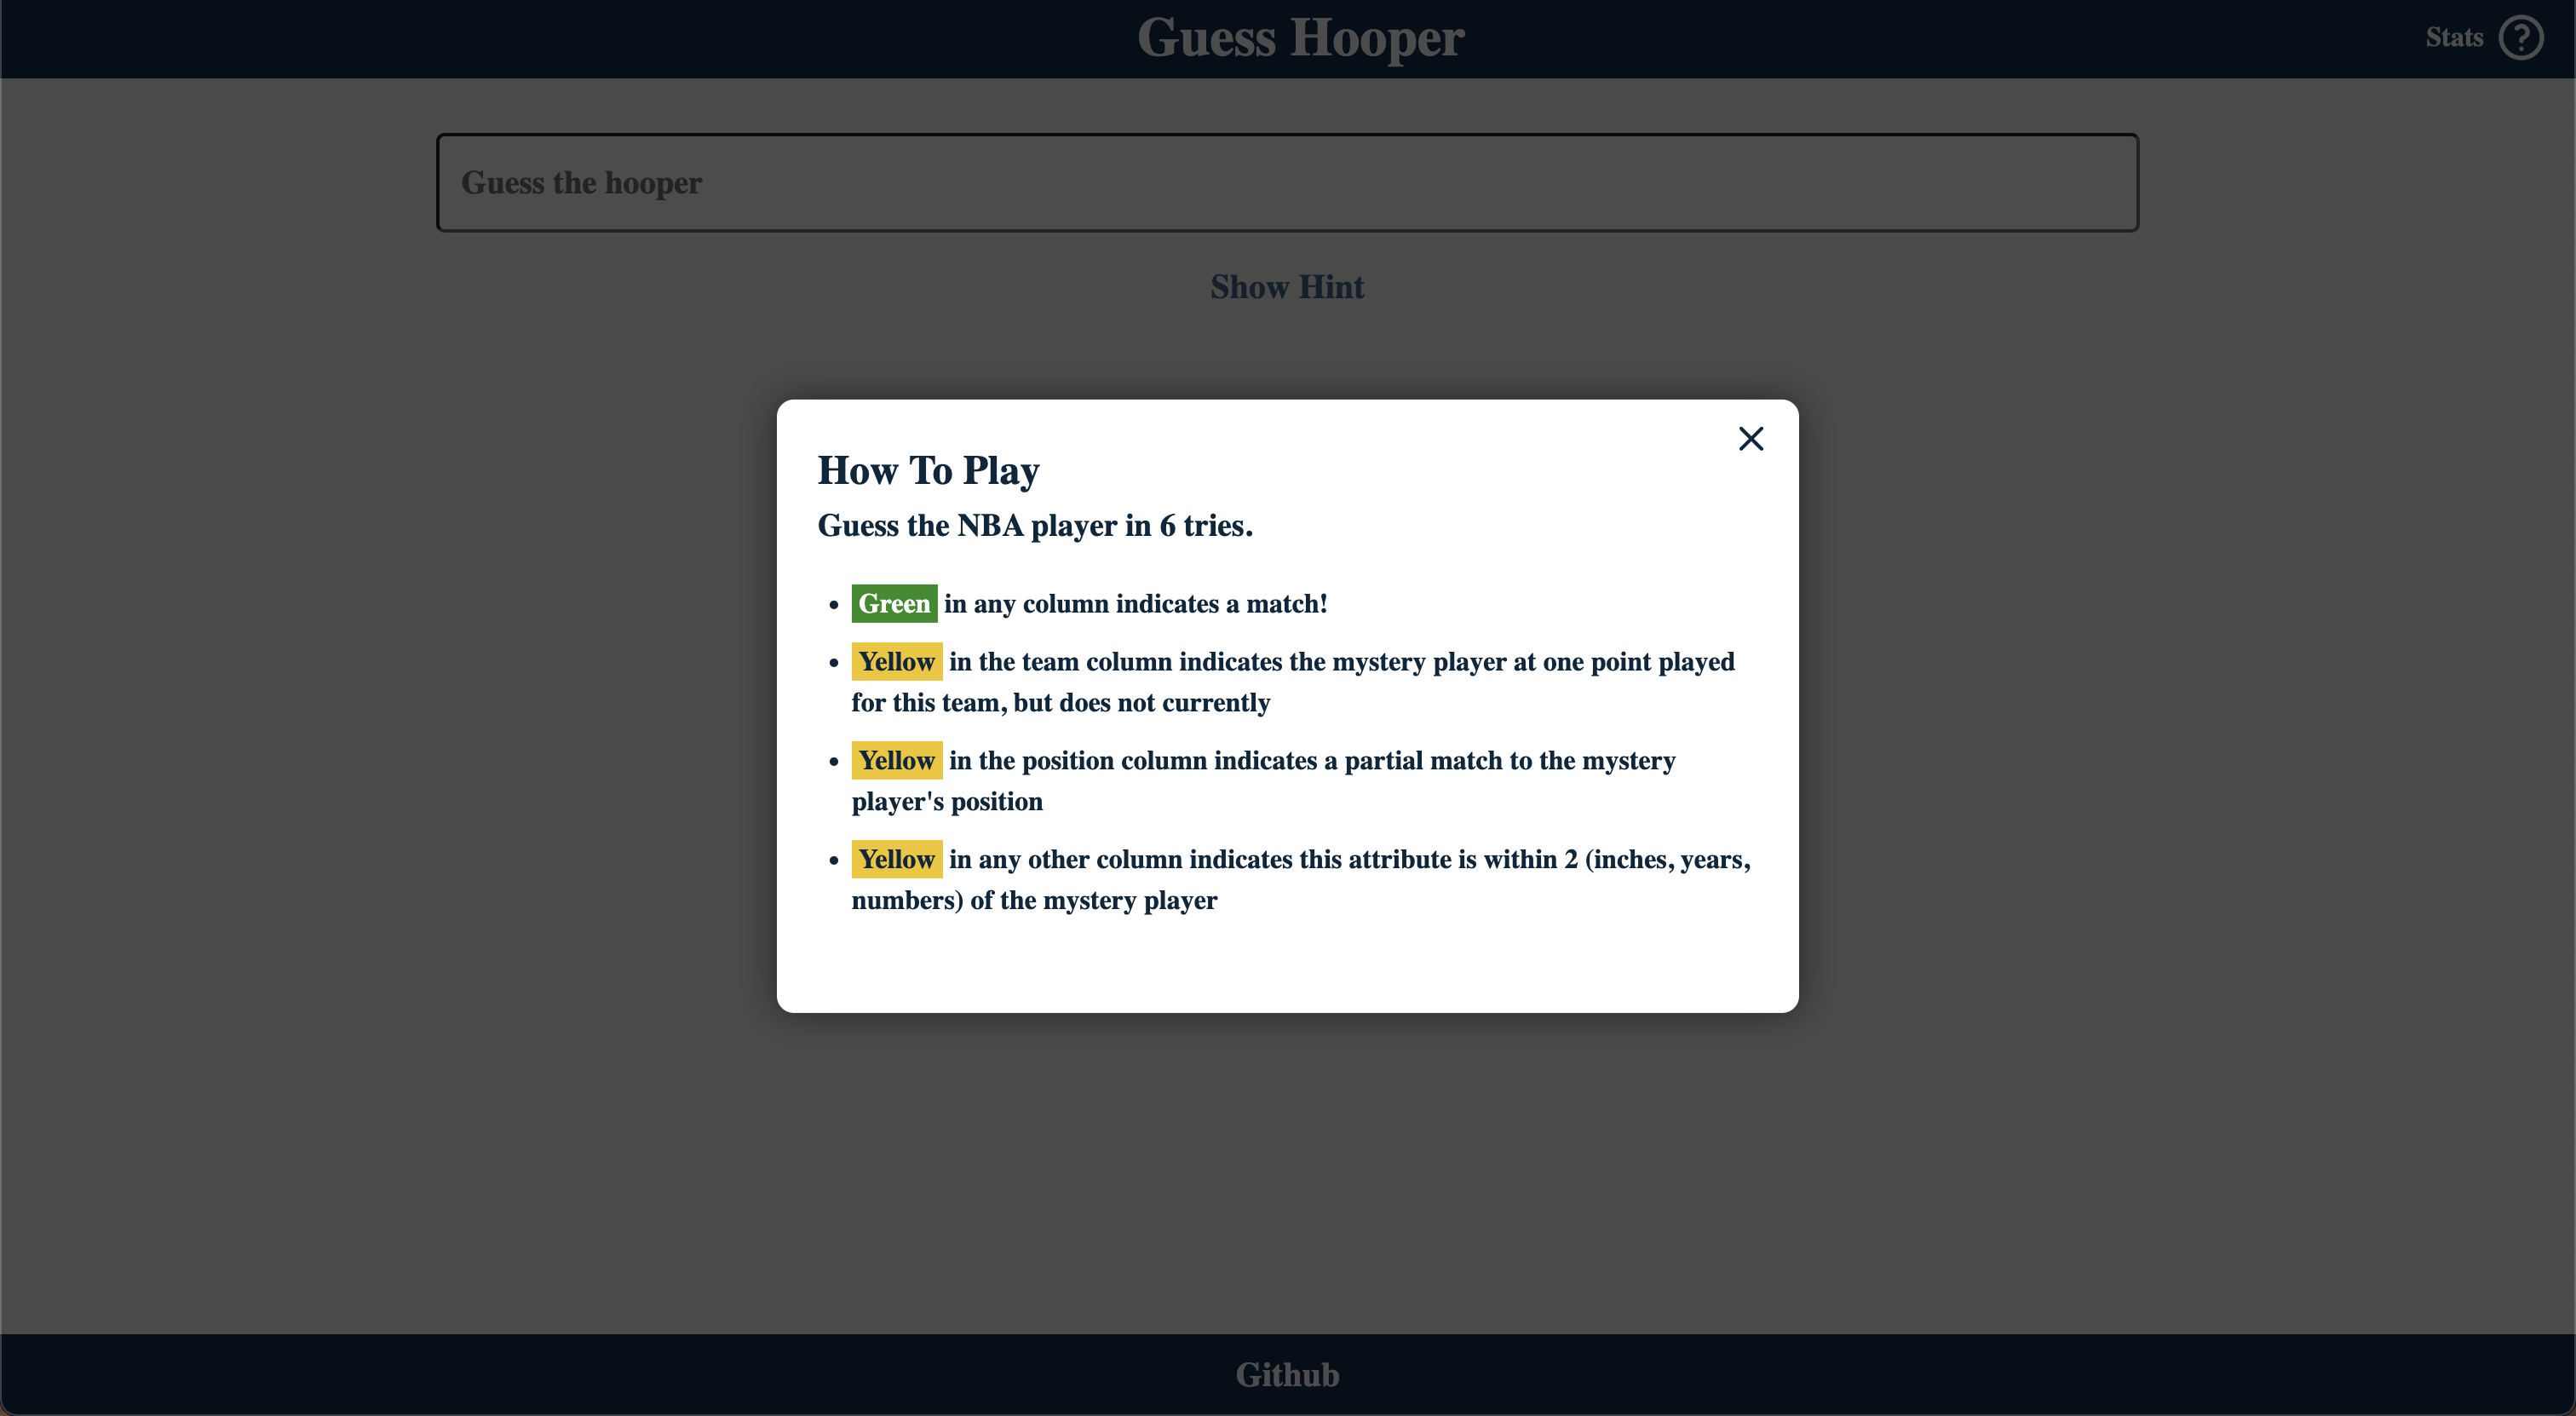 Guess Hooper
Stats
Guess the hooper
Show Hint
How To Play
Guess the NBA player in 6 tries.
Green in any column indicates a match!
Yellow in the team column indicates the mystery player at one point played
for this team, but does not currently
Yellow in the position column indicates a partial match to the mystery
player's position
Yellow in any other column indicates this attribute is within 2 (inches, years,
numbers) of the mystery player
Github